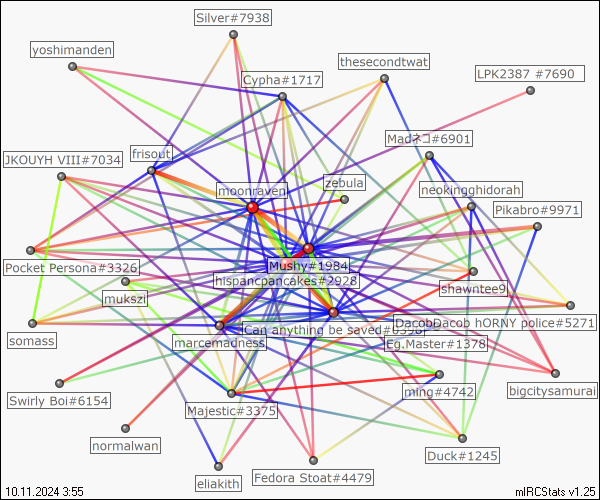 Silver#7938
yoshimanden
thesecondtwat
LPK2387 #7690
Cypha#1717
Madネコ#6901
frisout
JKOUYH VIII#7034
zebula
moonraven
neokingghidorah
Pikabro#9971
Pocket Persona#3326
Mushy#1984
hispancpancakes#2928
shawntee9
mukszi
DacobDacob hORNY police#5271
Can anything be saved#6398
somass
marcemadness
Eg.Master#1378
Swirly Boi#6154
Majestic#3375
ming#4742
bigcitysamurai
normalwan
Duck#1245
eliakith
Fedora Stoat#4479
10.11.2024 3:55
mIRCStats v1.25